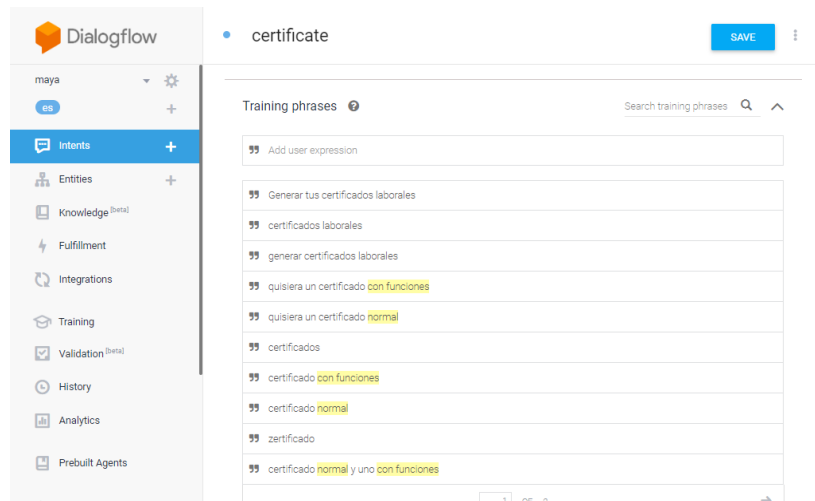 Dialogflow
certificate
SAVE
maya
es
Training phrases
Search training phrases
Intents
Add user expression
Entities
Generar tus certificados laborales
Knowledge [beta]
certificados laborales
Fulfillment
generar certificados laborales
Integrations
quisiera un certificado con funciones
quisiera un certificado normal
Training
certificados
Validation [beta]
certificado con funciones
History
certificado normal
Analytics
zertificado
Prebuilt Agents
certificado normal y uno con funciones